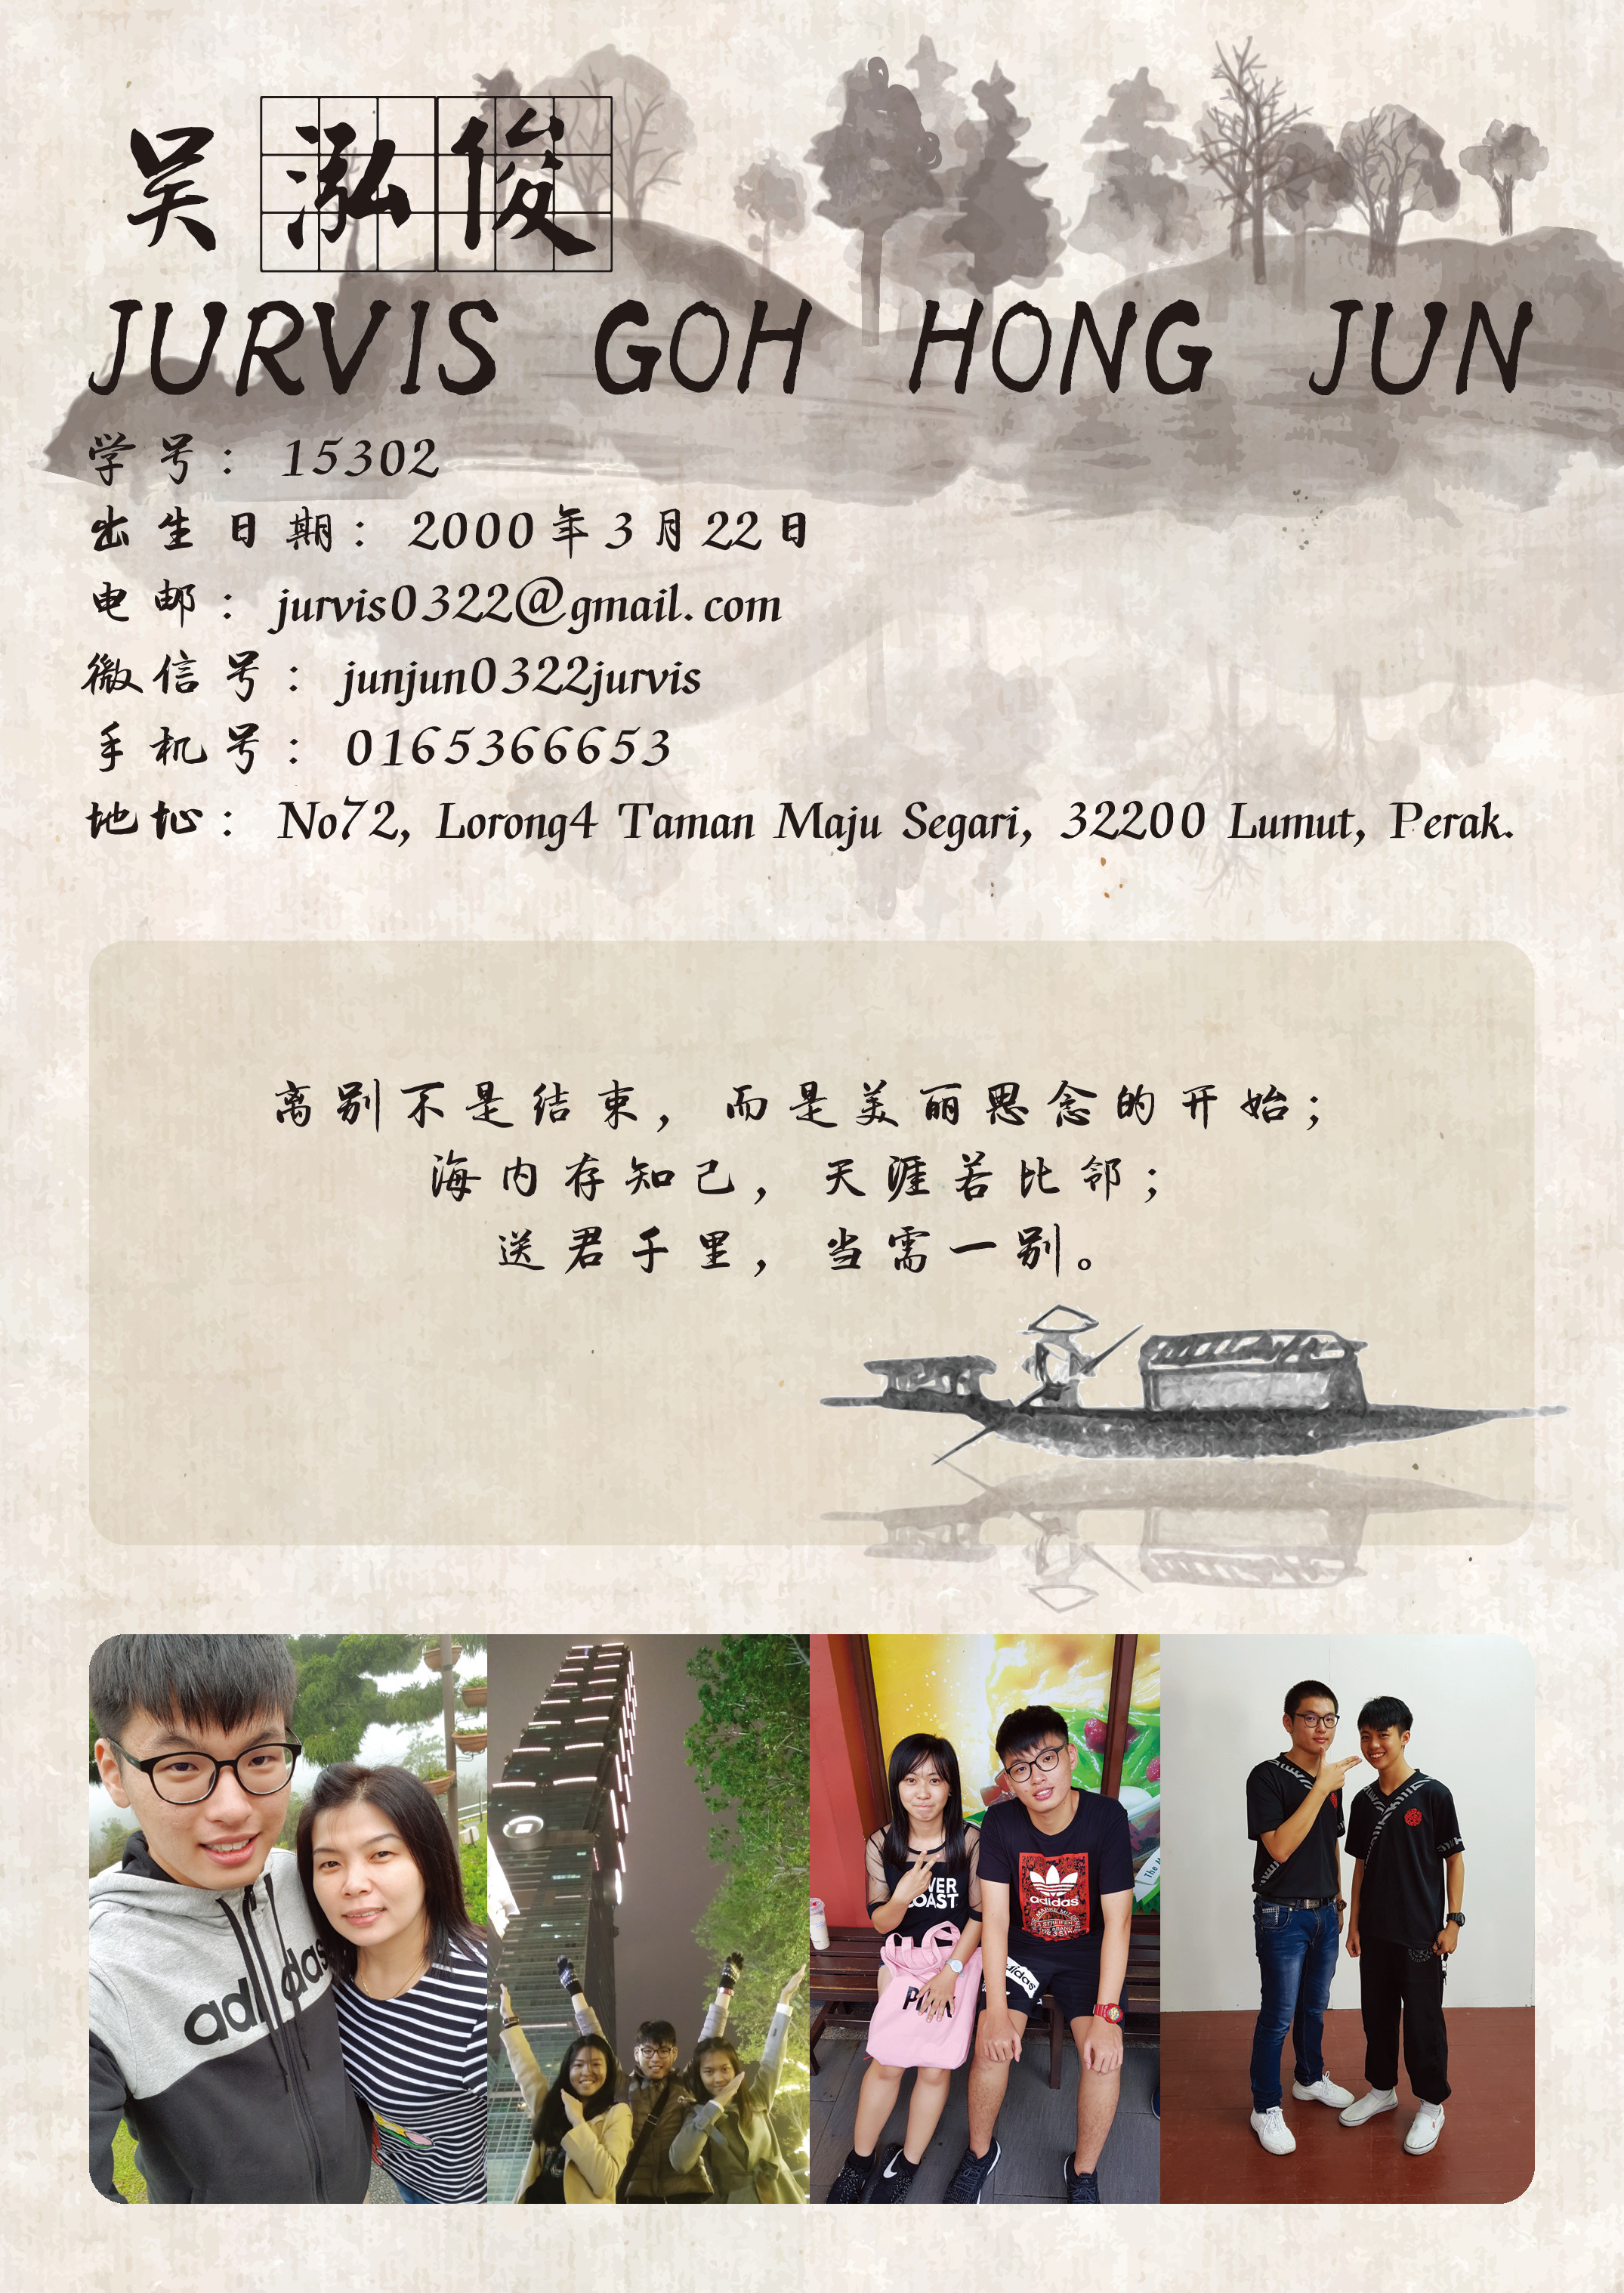 吴泓俊
JURVIS GOH HONG JUN
学号：15302
出生日期：2000年3月22日
电邮：jurvis0322@gmail.com
微信号：junjun0322jurvis
手机号：0165366653
地址：No72, Lorong4 Taman Maju Segari, 32200 Lumut, Perak.
离别不是结束，而是美丽思念的开始；
海内存知己，天涯若比邻；
送君千里，当需一别。
adidas
adidas
adidas